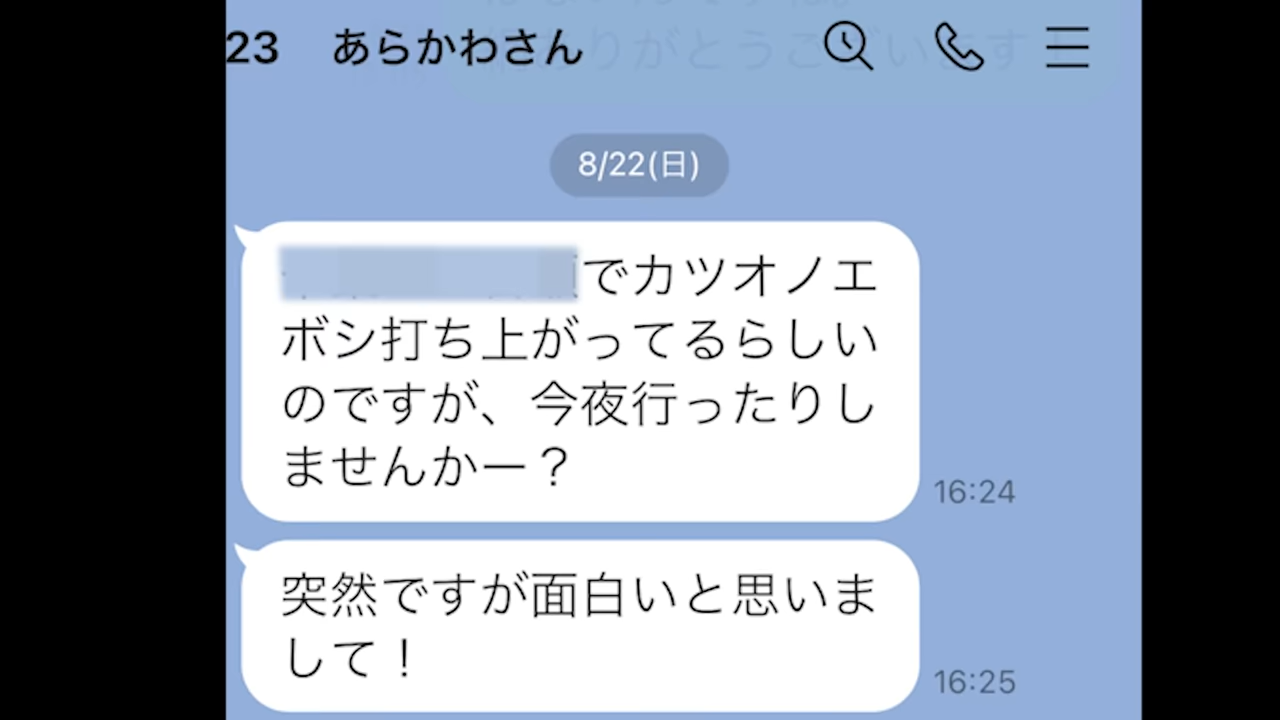 23 あらかわさん
8/22(日)
でカツオノエ
ボシ打ち上がってるらしい
のですが、今夜行ったりし
ませんかー？
16:24
突然ですが面白いと思いま
して！
16:25